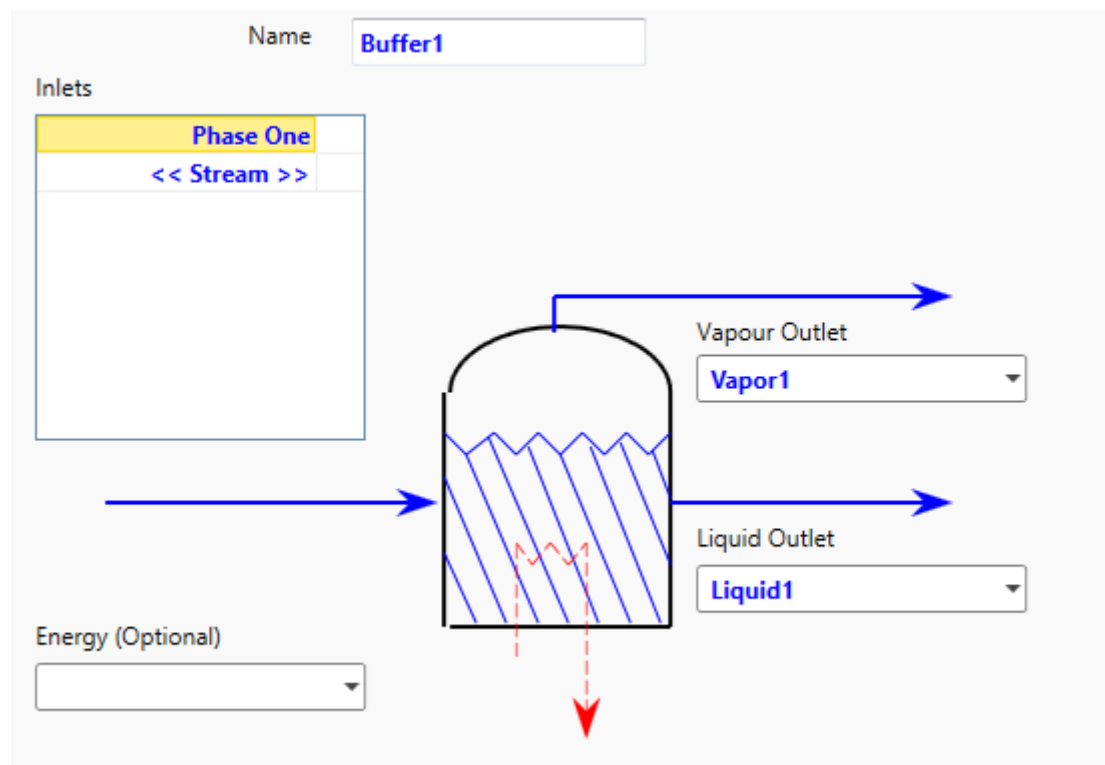 Name
Buffer1
Inlets
Phase One
<< Stream >>
Vapour Outlet
Vapor1
Liquid Outlet
Liquid1
Energy (Optional)